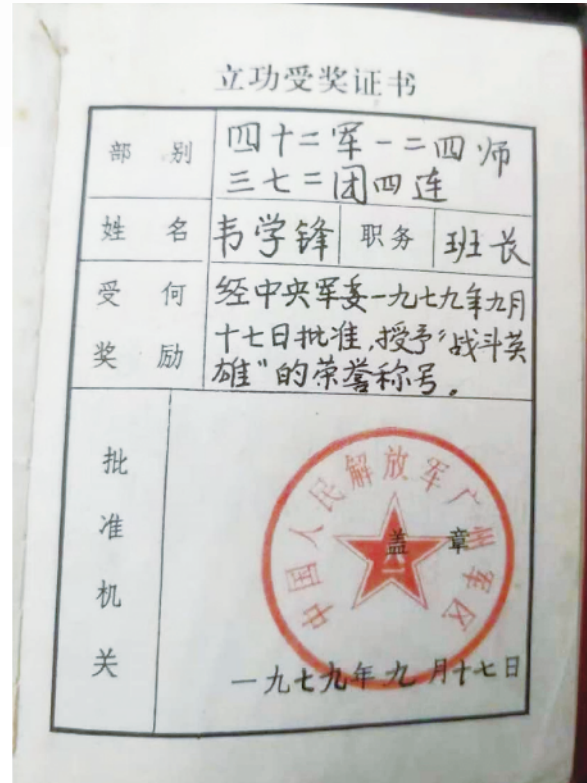 立功受奖证书
部别
四十二军一二四师
三七二团四连
姓名
韦学锋
职务
班长
受何
奖励
经中央军委一九七九年九月
十七日批准,授予“战斗英
雄”的荣誉称号。
批准机关
中国人民解放军广州军区
盖章
一九七九年九月十七日